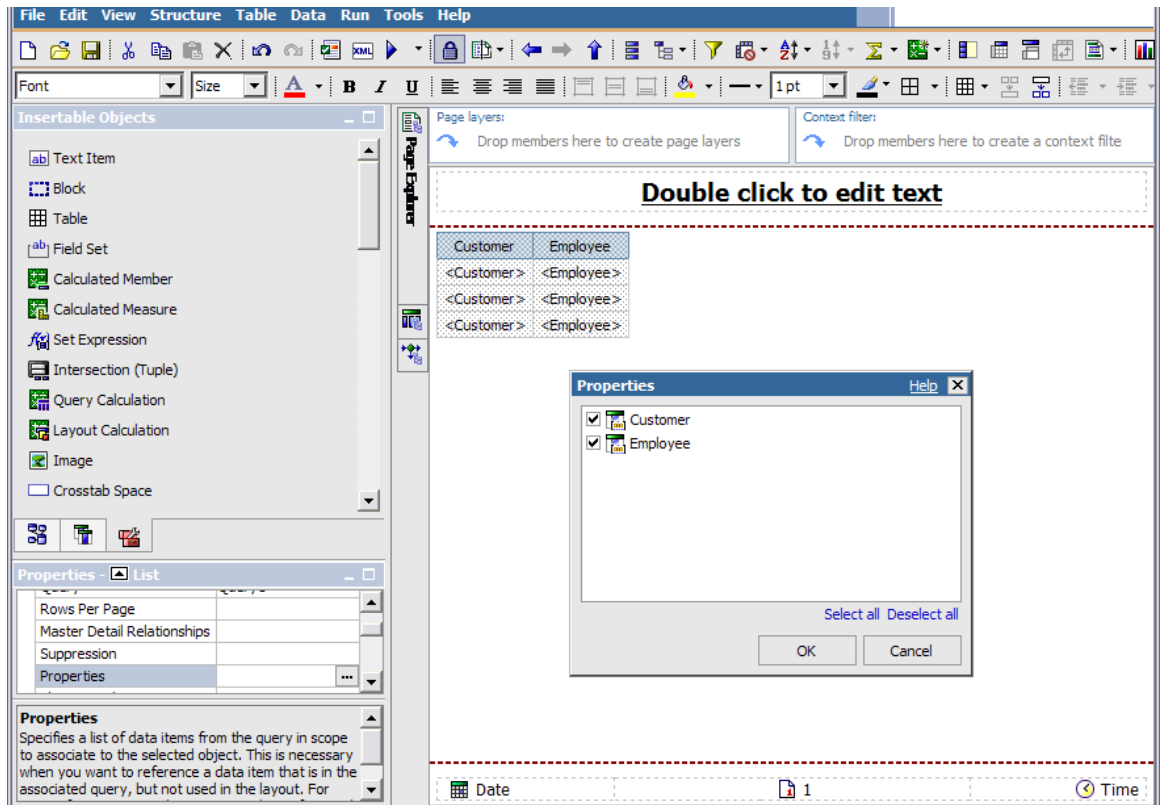 File Edit View Structure Table Data Run Tools Help
Font Size A B I U 1 pt
Insertable Objects
Text Item
Block
Table
Field Set
Calculated Member
Calculated Measure
Set Expression
Intersection (Tuple)
Query Calculation
Layout Calculation
Image
Crosstab Space
Properties - List
Rows Per Page
Master Detail Relationships
Suppression
Properties ...
Properties
Specifies a list of data items from the query in scope
to associate to the selected object. This is necessary
when you want to reference a data item that is in the
associated query, but not used in the layout. For
Page Explorer
Page layers:
Drop members here to create page layers
Context filter:
Drop members here to create a context filte
Double click to edit text
Customer Employee
<Customer> <Employee>
<Customer> <Employee>
<Customer> <Employee>
Properties Help
Customer
Employee
Select all Deselect all
OK Cancel
Date 1 Time